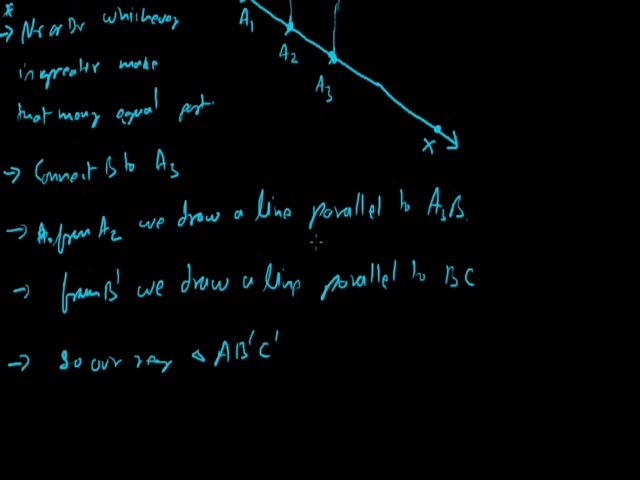 A1
→ Nr or Dr whichever
A2
is greater make
A3
that many equal part.
X
→ Connect B to A3
→ A. from A2 we draw a line parallel to A3B.
→ from B' we draw a line parallel to BC
→ So our req △ AB'C'